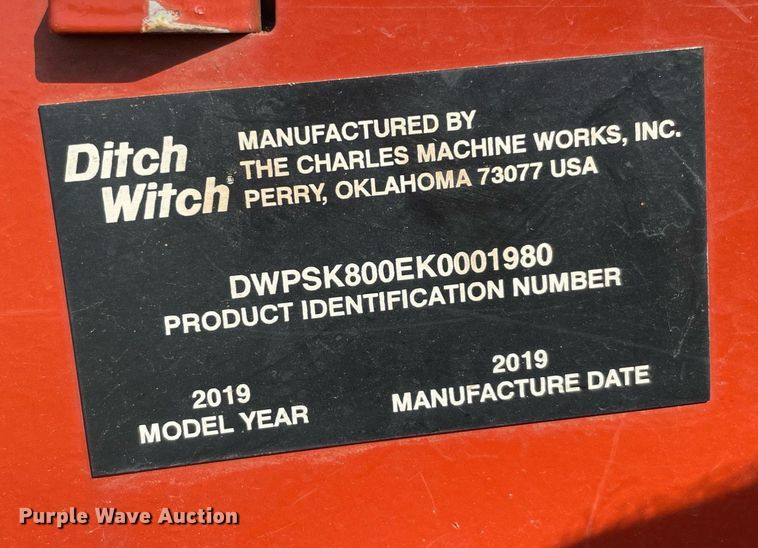 Ditch
Witch®
MANUFACTURED BY
THE CHARLES MACHINE WORKS, INC.
PERRY, OKLAHOMA 73077 USA
DWPSK800EK0001980
PRODUCT IDENTIFICATION NUMBER
2019
MODEL YEAR
2019
MANUFACTURE DATE
Purple Wave Auction